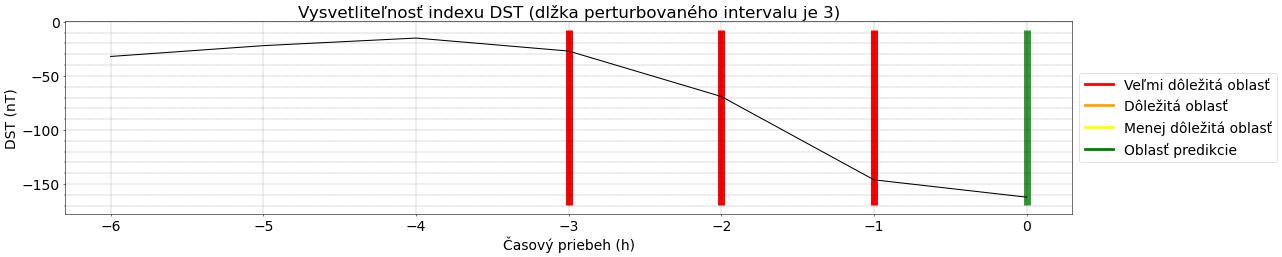 Vysvetliteľnosť indexu DST (dlžka perturbovaného intervalu je 3)
DST (nT)
0
−50
−100
−150
−6 −5 −4 −3 −2 −1 0
Časový priebeh (h)
Veľmi dôležitá oblasť
Dôležitá oblasť
Menej dôležitá oblasť
Oblasť predikcie